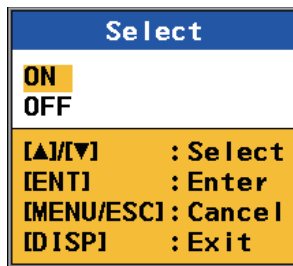 Select
ON
OFF
[▲]/[▼] :Select
[ENT] :Enter
[MENU/ESC]:Cancel
[DISP] :Exit